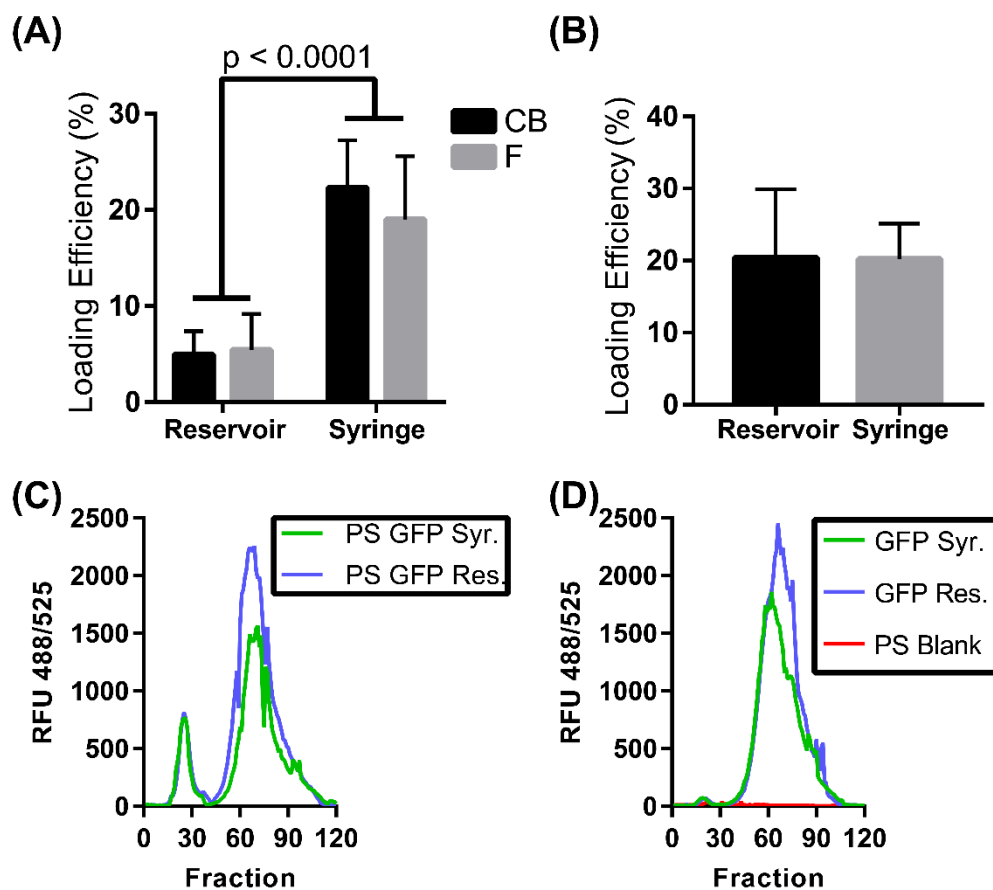 (A)
p < 0.0001
Loading Efficiency (%)
30
20
10
0
Reservoir Syringe
CB
F
(B)
Loading Efficiency (%)
40
30
20
10
0
Reservoir Syringe
(C)
RFU 488/525
2500
2000
1500
1000
500
0
0 30 60 90 120
Fraction
PS GFP Syr.
PS GFP Res.
(D)
RFU 488/525
2500
2000
1500
1000
500
0
0 30 60 90 120
Fraction
GFP Syr.
GFP Res.
PS Blank